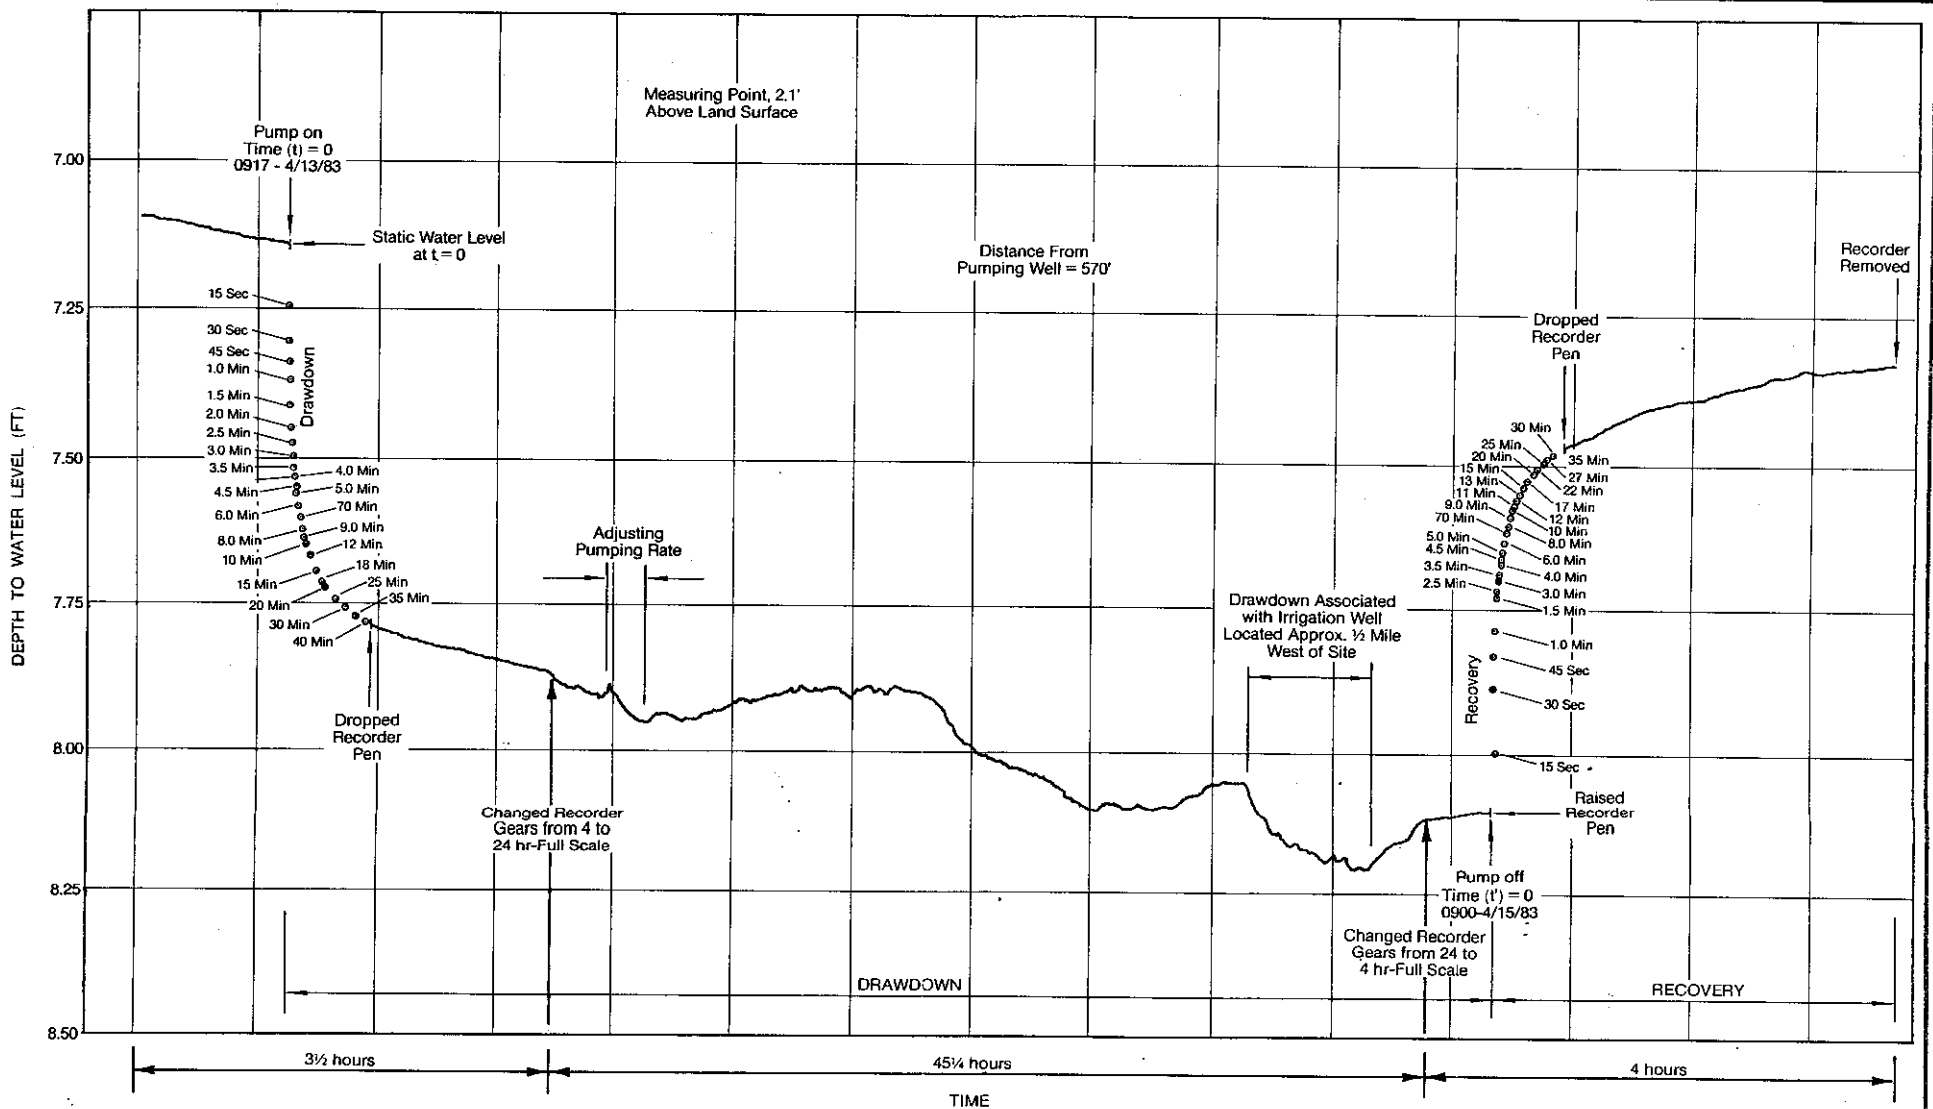 Measuring Point, 2.1'
Above Land Surface
Pump on
Time (t) = 0
0917 - 4/13/83
7.00
Static Water Level
at t = 0
Distance From
Pumping Well = 570'
Recorder
Removed
15 Sec
7.25
30 Sec
45 Sec
1.0 Min
1.5 Min
2.0 Min
2.5 Min
3.0 Min
3.5 Min
4.0 Min
4.5 Min
5.0 Min
6.0 Min
70 Min
8.0 Min
9.0 Min
10 Min
12 Min
15 Min
18 Min
20 Min
25 Min
30 Min
35 Min
40 Min
Drawdown
7.50
DEPTH TO WATER LEVEL (FT)
7.75
Dropped
Recorder
Pen
Adjusting
Pumping Rate
Changed Recorder
Gears from 4 to
24 hr-Full Scale
Drawdown Associated
with Irrigation Well
Located Approx. ½ Mile
West of Site
Dropped
Recorder
Pen
30 Min
25 Min
35 Min
20 Min
27 Min
15 Min
22 Min
13 Min
17 Min
11 Min
12 Min
9.0 Min
10 Min
70 Min
8.0 Min
5.0 Min
6.0 Min
4.5 Min
4.0 Min
3.5 Min
3.0 Min
2.5 Min
1.5 Min
1.0 Min
45 Sec
30 Sec
15 Sec
Recovery
8.00
Raised
Recorder
Pen
8.25
Pump off
Time (t') = 0
0900-4/15/83
Changed Recorder
Gears from 24 to
4 hr-Full Scale
DRAWDOWN
RECOVERY
8.50
3½ hours
45¼ hours
4 hours
TIME